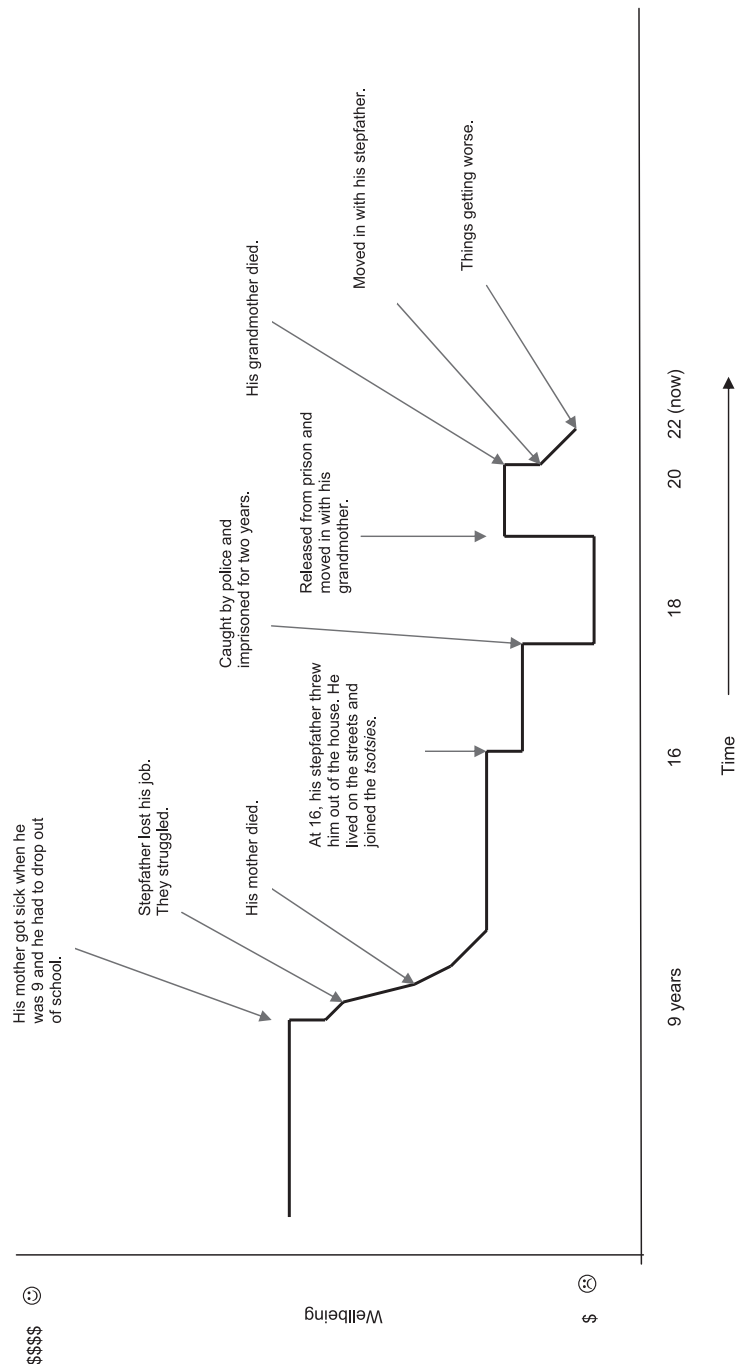 $$$$ ☺
Wellbeing
$ ☹
His mother got sick when he
was 9 and he had to drop out
of school.
Stepfather lost his job.
They struggled.
His mother died.
At 16, his stepfather threw
him out of the house. He
lived on the streets and
joined the tsotsies.
Caught by police and
imprisoned for two years.
Released from prison and
moved in with his
grandmother.
His grandmother died.
Moved in with his stepfather.
Things getting worse.
9 years
16
18
20
22 (now)
Time